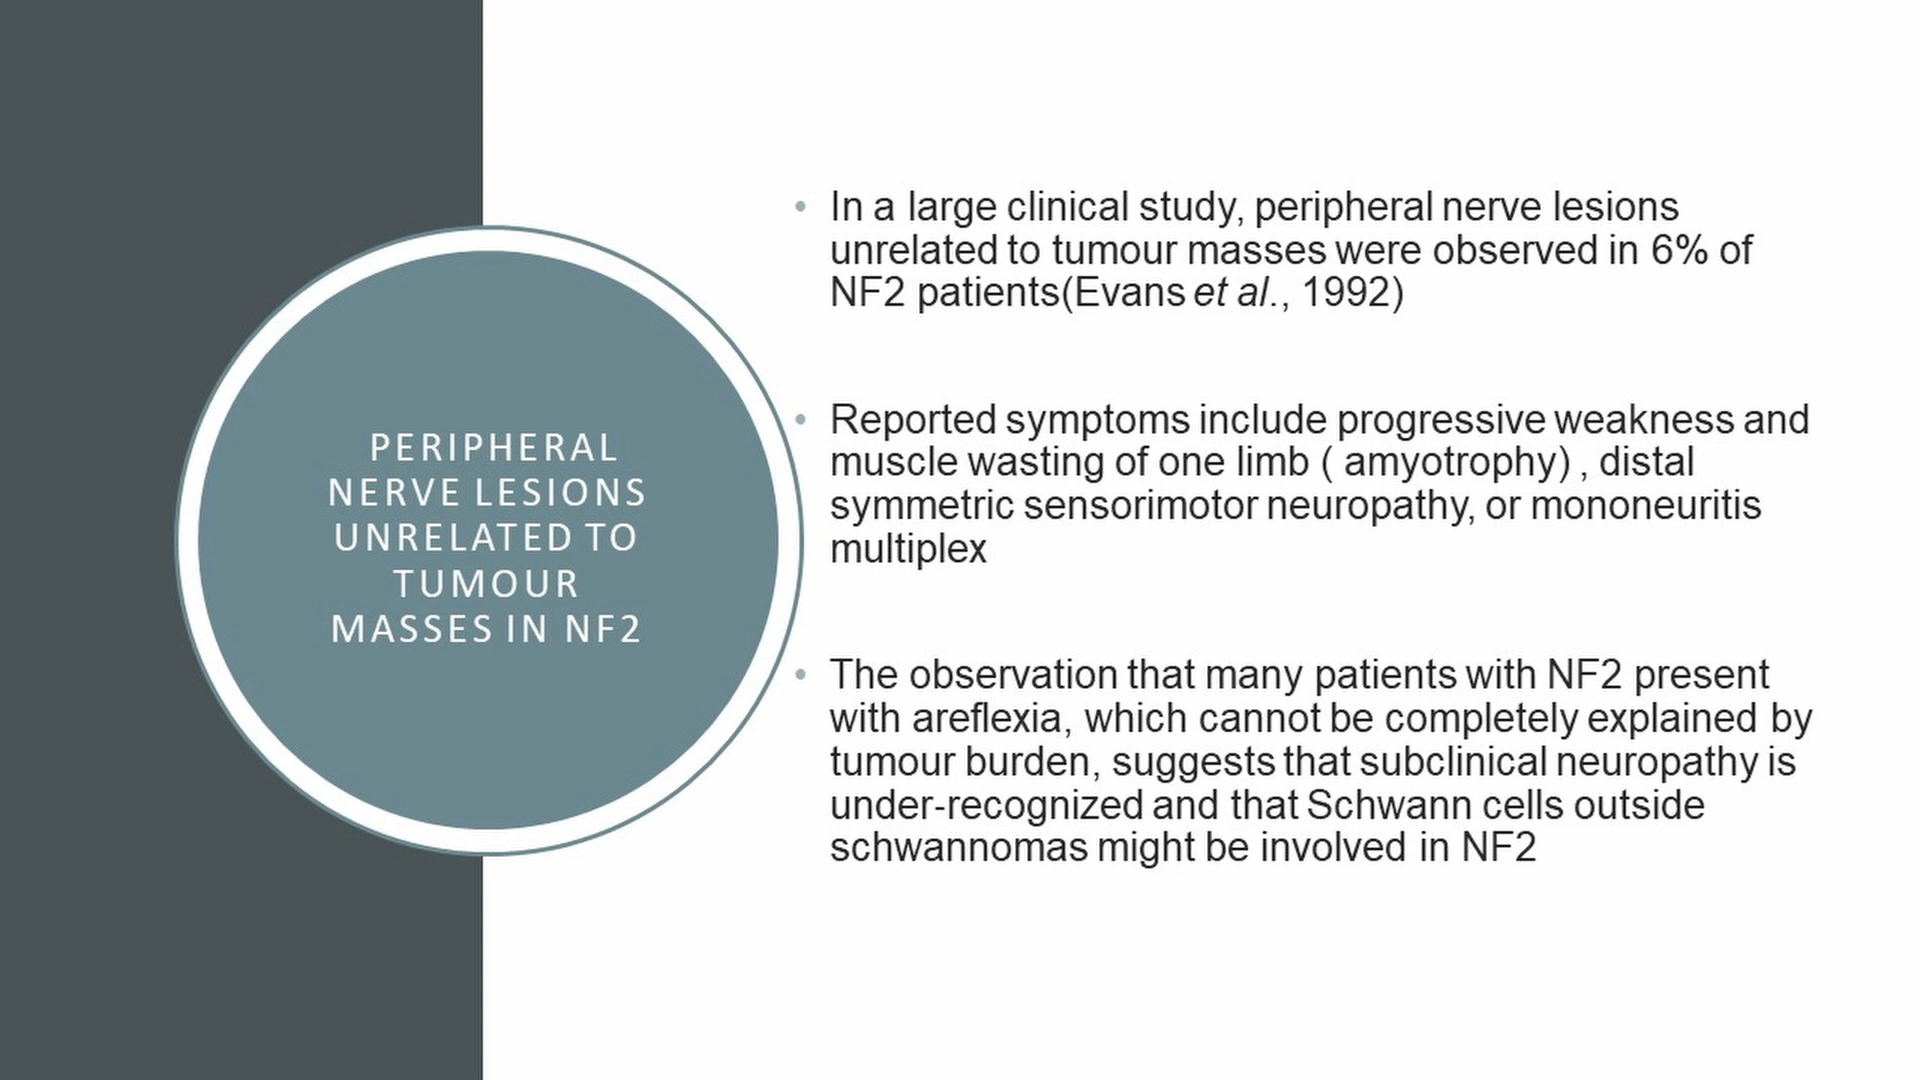 PERIPHERAL
NERVE LESIONS
UNRELATED TO
TUMOUR
MASSES IN NF2
• In a large clinical study, peripheral nerve lesions
unrelated to tumour masses were observed in 6% of
NF2 patients(Evans et al., 1992)
• Reported symptoms include progressive weakness and
muscle wasting of one limb ( amyotrophy) , distal
symmetric sensorimotor neuropathy, or mononeuritis
multiplex
• The observation that many patients with NF2 present
with areflexia, which cannot be completely explained by
tumour burden, suggests that subclinical neuropathy is
under-recognized and that Schwann cells outside
schwannomas might be involved in NF2